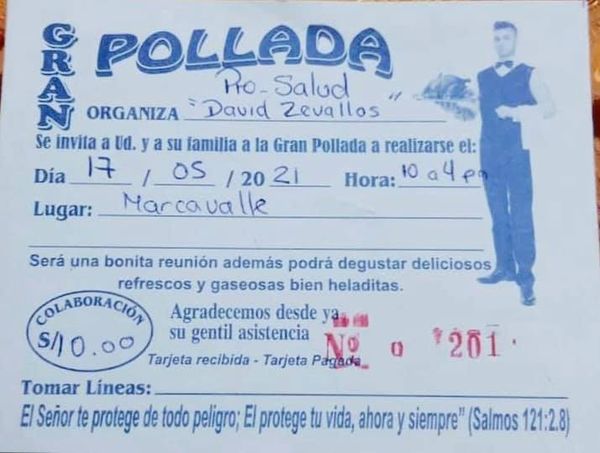 GRAN POLLADA
Pro-Salud
ORGANIZA "David Zevallos"
Se invita a Ud. y a su familia a la Gran Pollada a realizarse el:
Día 17 / 05 / 2021 Hora: 10 a 4 pm
Lugar: Marcavalle
Será una bonita reunión además podrá degustar deliciosos
refrescos y gaseosas bien heladitas.
COLABORACIÓN
S/10.00
Agradecemos desde ya
su gentil asistencia
Nº 0 201
Tarjeta recibida - Tarjeta Pagada
Tomar Líneas:
El Señor te protege de todo peligro; El protege tu vida, ahora y siempre" (Salmos 121:2.8)